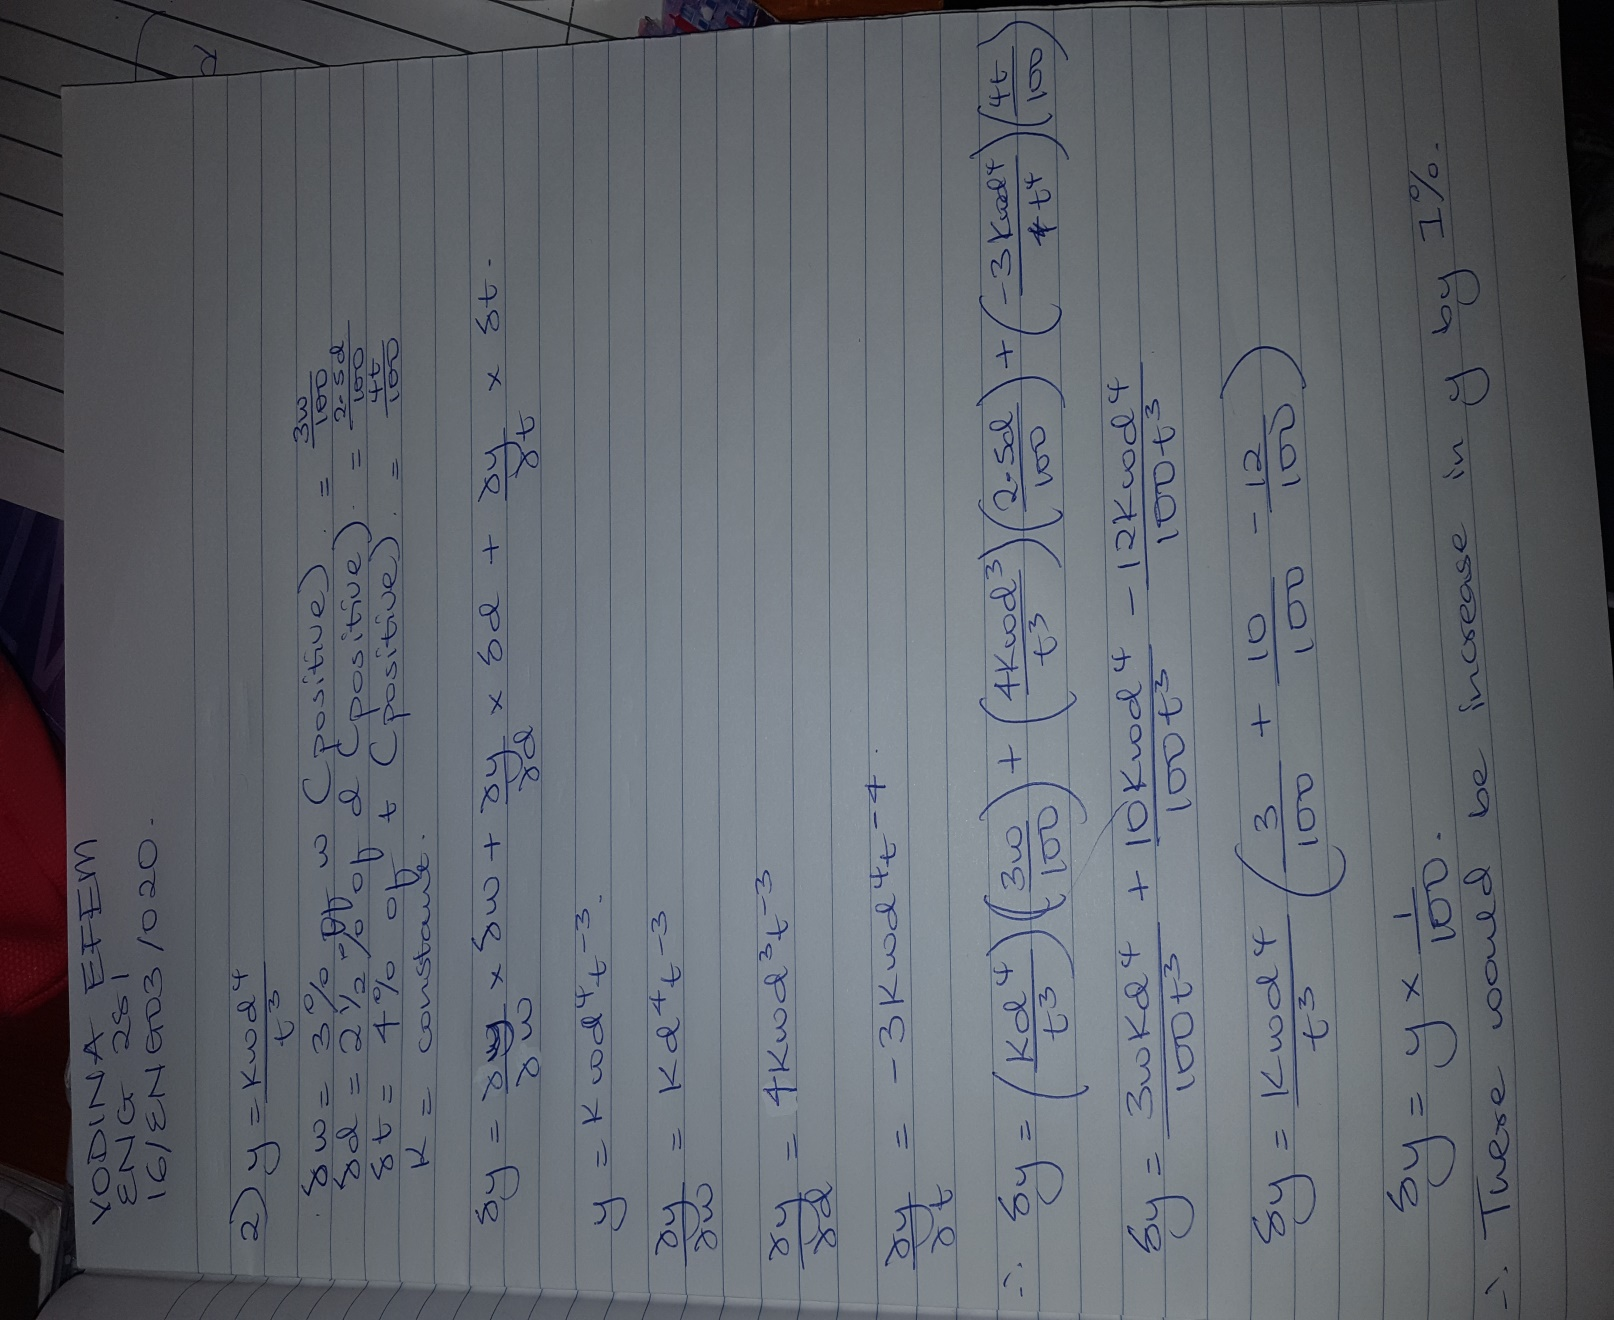 YODINA EFFEM
ENG 281
16/ENG03/020.
2) y = Kwd⁴/t³
δw = 3% of w (positive). = 3w/100
δd = 2½% of d (positive). = 2.5d/100
δt = 4% of t (positive). = 4t/100
K = constant.
δy = ∂y/∂w × δw + ∂y/∂d × δd + ∂y/∂t × δt.
y = Kwd⁴t⁻³.
∂y/∂w = Kd⁴t⁻³
∂y/∂d = 4Kwd³t⁻³
∂y/∂t = -3Kwd⁴t⁻⁴.
∴ δy = (Kd⁴/t³)(3w/100) + (4Kwd³/t³)(2.5d/100) + (-3Kwd⁴/t⁴)(4t/100)
δy = 3wKd⁴/100t³ + 10Kwd⁴/100t³ - 12Kwd⁴/100t³
δy = Kwd⁴/t³ (3/100 + 10/100 - 12/100)
δy = y × 1/100.
∴ There would be increase in y by 1%.